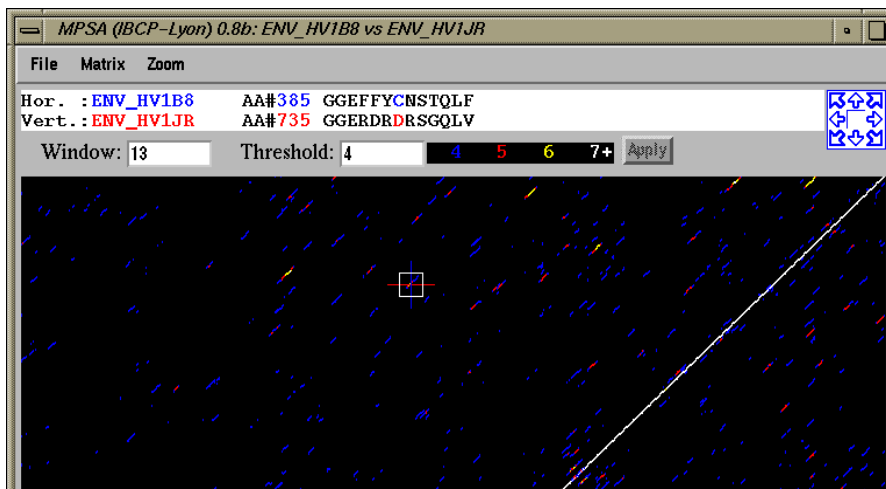 MPSA (IBCP-Lyon) 0.8b: ENV_HV1B8 vs ENV_HV1JR
File Matrix Zoom
Hor. :ENV_HV1B8 AA#385 GGEFFYCNSTQLF
Vert.:ENV_HV1JR AA#735 GGERDRDRSGQLV
Window: 13 Threshold: 4 4 5 6 7+ Apply